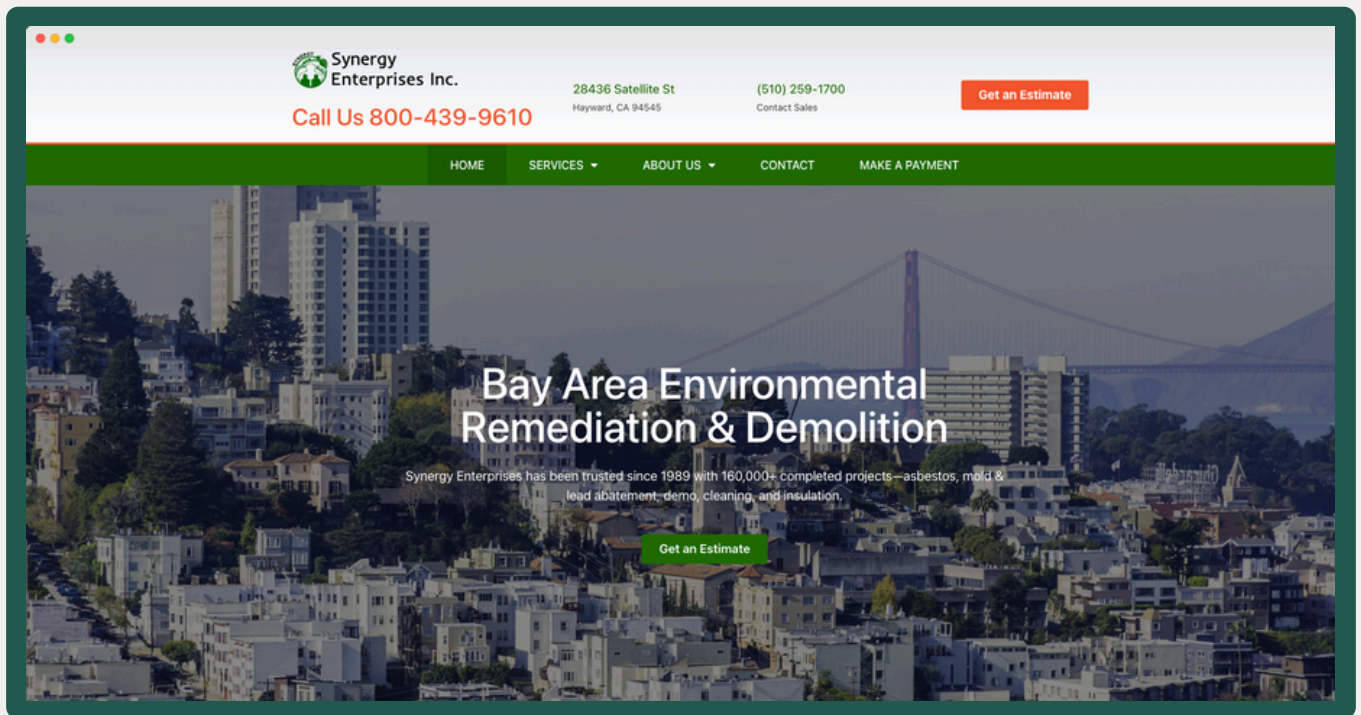 Synergy
Enterprises Inc.
Call Us 800-439-9610
28436 Satellite St
Hayward, CA 94545
(510) 259-1700
Contact Sales
Get an Estimate
HOME
SERVICES
ABOUT US
CONTACT
MAKE A PAYMENT
Bay Area Environmental
Remediation & Demolition
Synergy Enterprises has been trusted since 1989 with 160,000+ completed projects—asbestos, mold &
lead abatement, demo, cleaning, and insulation.
Get an Estimate